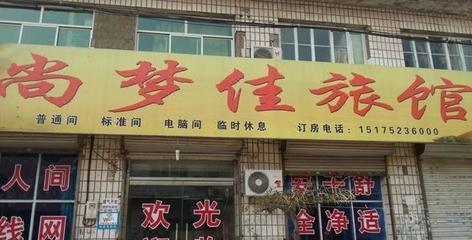 尚梦佳旅馆
普通间 标准间 电脑间 临时休息 订房电话：15175236000
人间
线网
欢光
舒
全净适